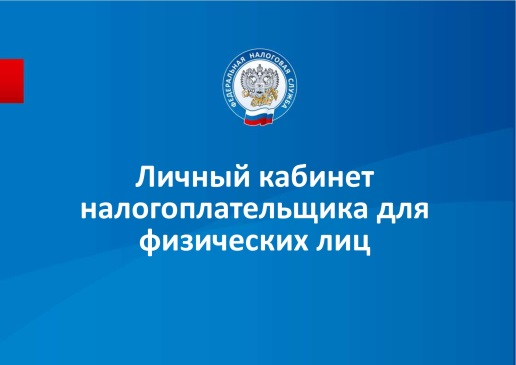 ФЕДЕРАЛЬНАЯ НАЛОГОВАЯ СЛУЖБА
Личный кабинет
налогоплательщика для
физических лиц